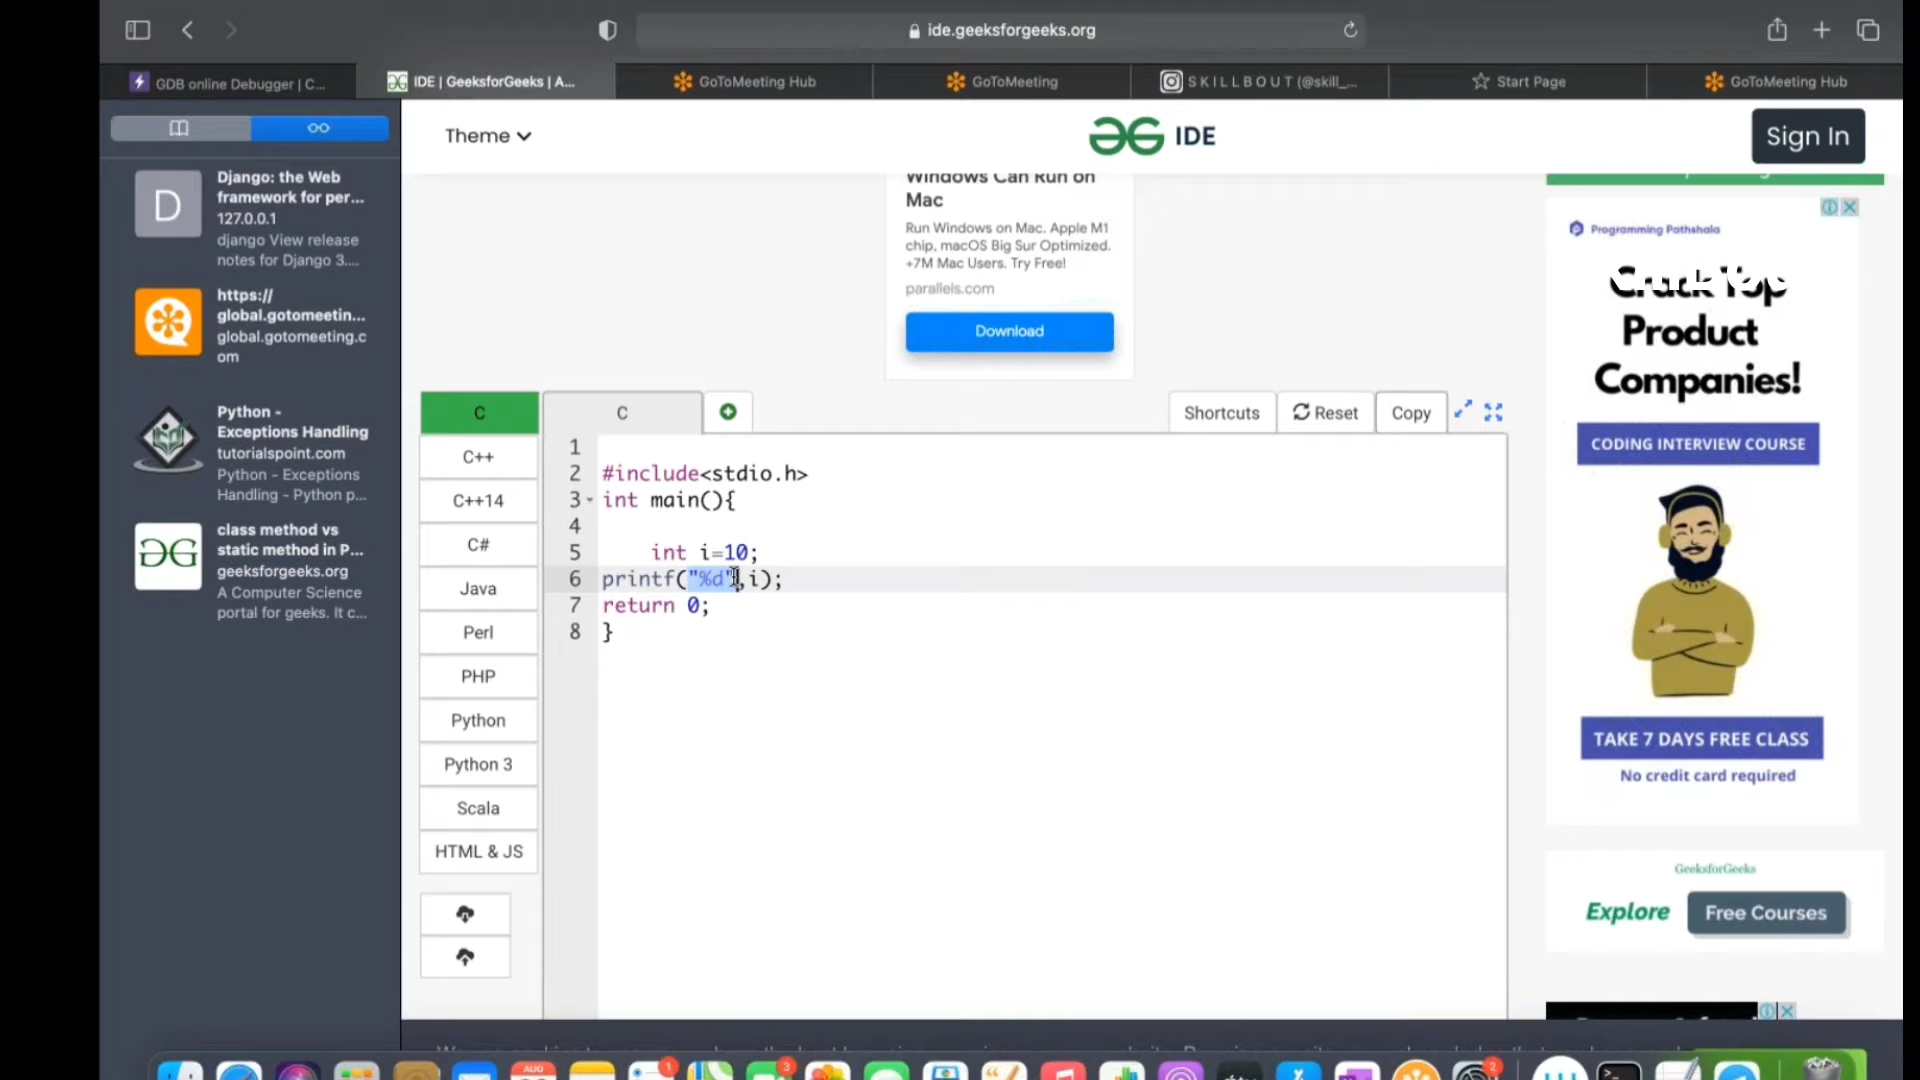 ide.geeksforgeeks.org
GDB online Debugger | C...
IDE | GeeksforGeeks | A...
GoToMeeting Hub
GoToMeeting
S K I L L B O U T (@skill_...
Start Page
GoToMeeting Hub
Theme
IDE
Sign In
Django: the Web
framework for per...
127.0.0.1
django View release
notes for Django 3....
https://
global.gotomeetin...
global.gotomeeting.c
om
Python -
Exceptions Handling
tutorialspoint.com
Python - Exceptions
Handling - Python p...
class method vs
static method in P...
geeksforgeeks.org
A Computer Science
portal for geeks. It c...
Windows Can Run on
Mac
Run Windows on Mac. Apple M1
chip, macOS Big Sur Optimized.
+7M Mac Users. Try Free!
parallels.com
Download
C
C++
C++14
C#
Java
Perl
PHP
Python
Python 3
Scala
HTML & JS
C
Shortcuts
Reset
Copy
1
2 #include<stdio.h>
3 int main(){
4
5 int i=10;
6 printf("%d",i);
7 return 0;
8 }
Programming Pathshala
Crack Top
Product
Companies!
CODING INTERVIEW COURSE
TAKE 7 DAYS FREE CLASS
No credit card required
GeeksforGeeks
Explore
Free Courses
AUG
1
3
2